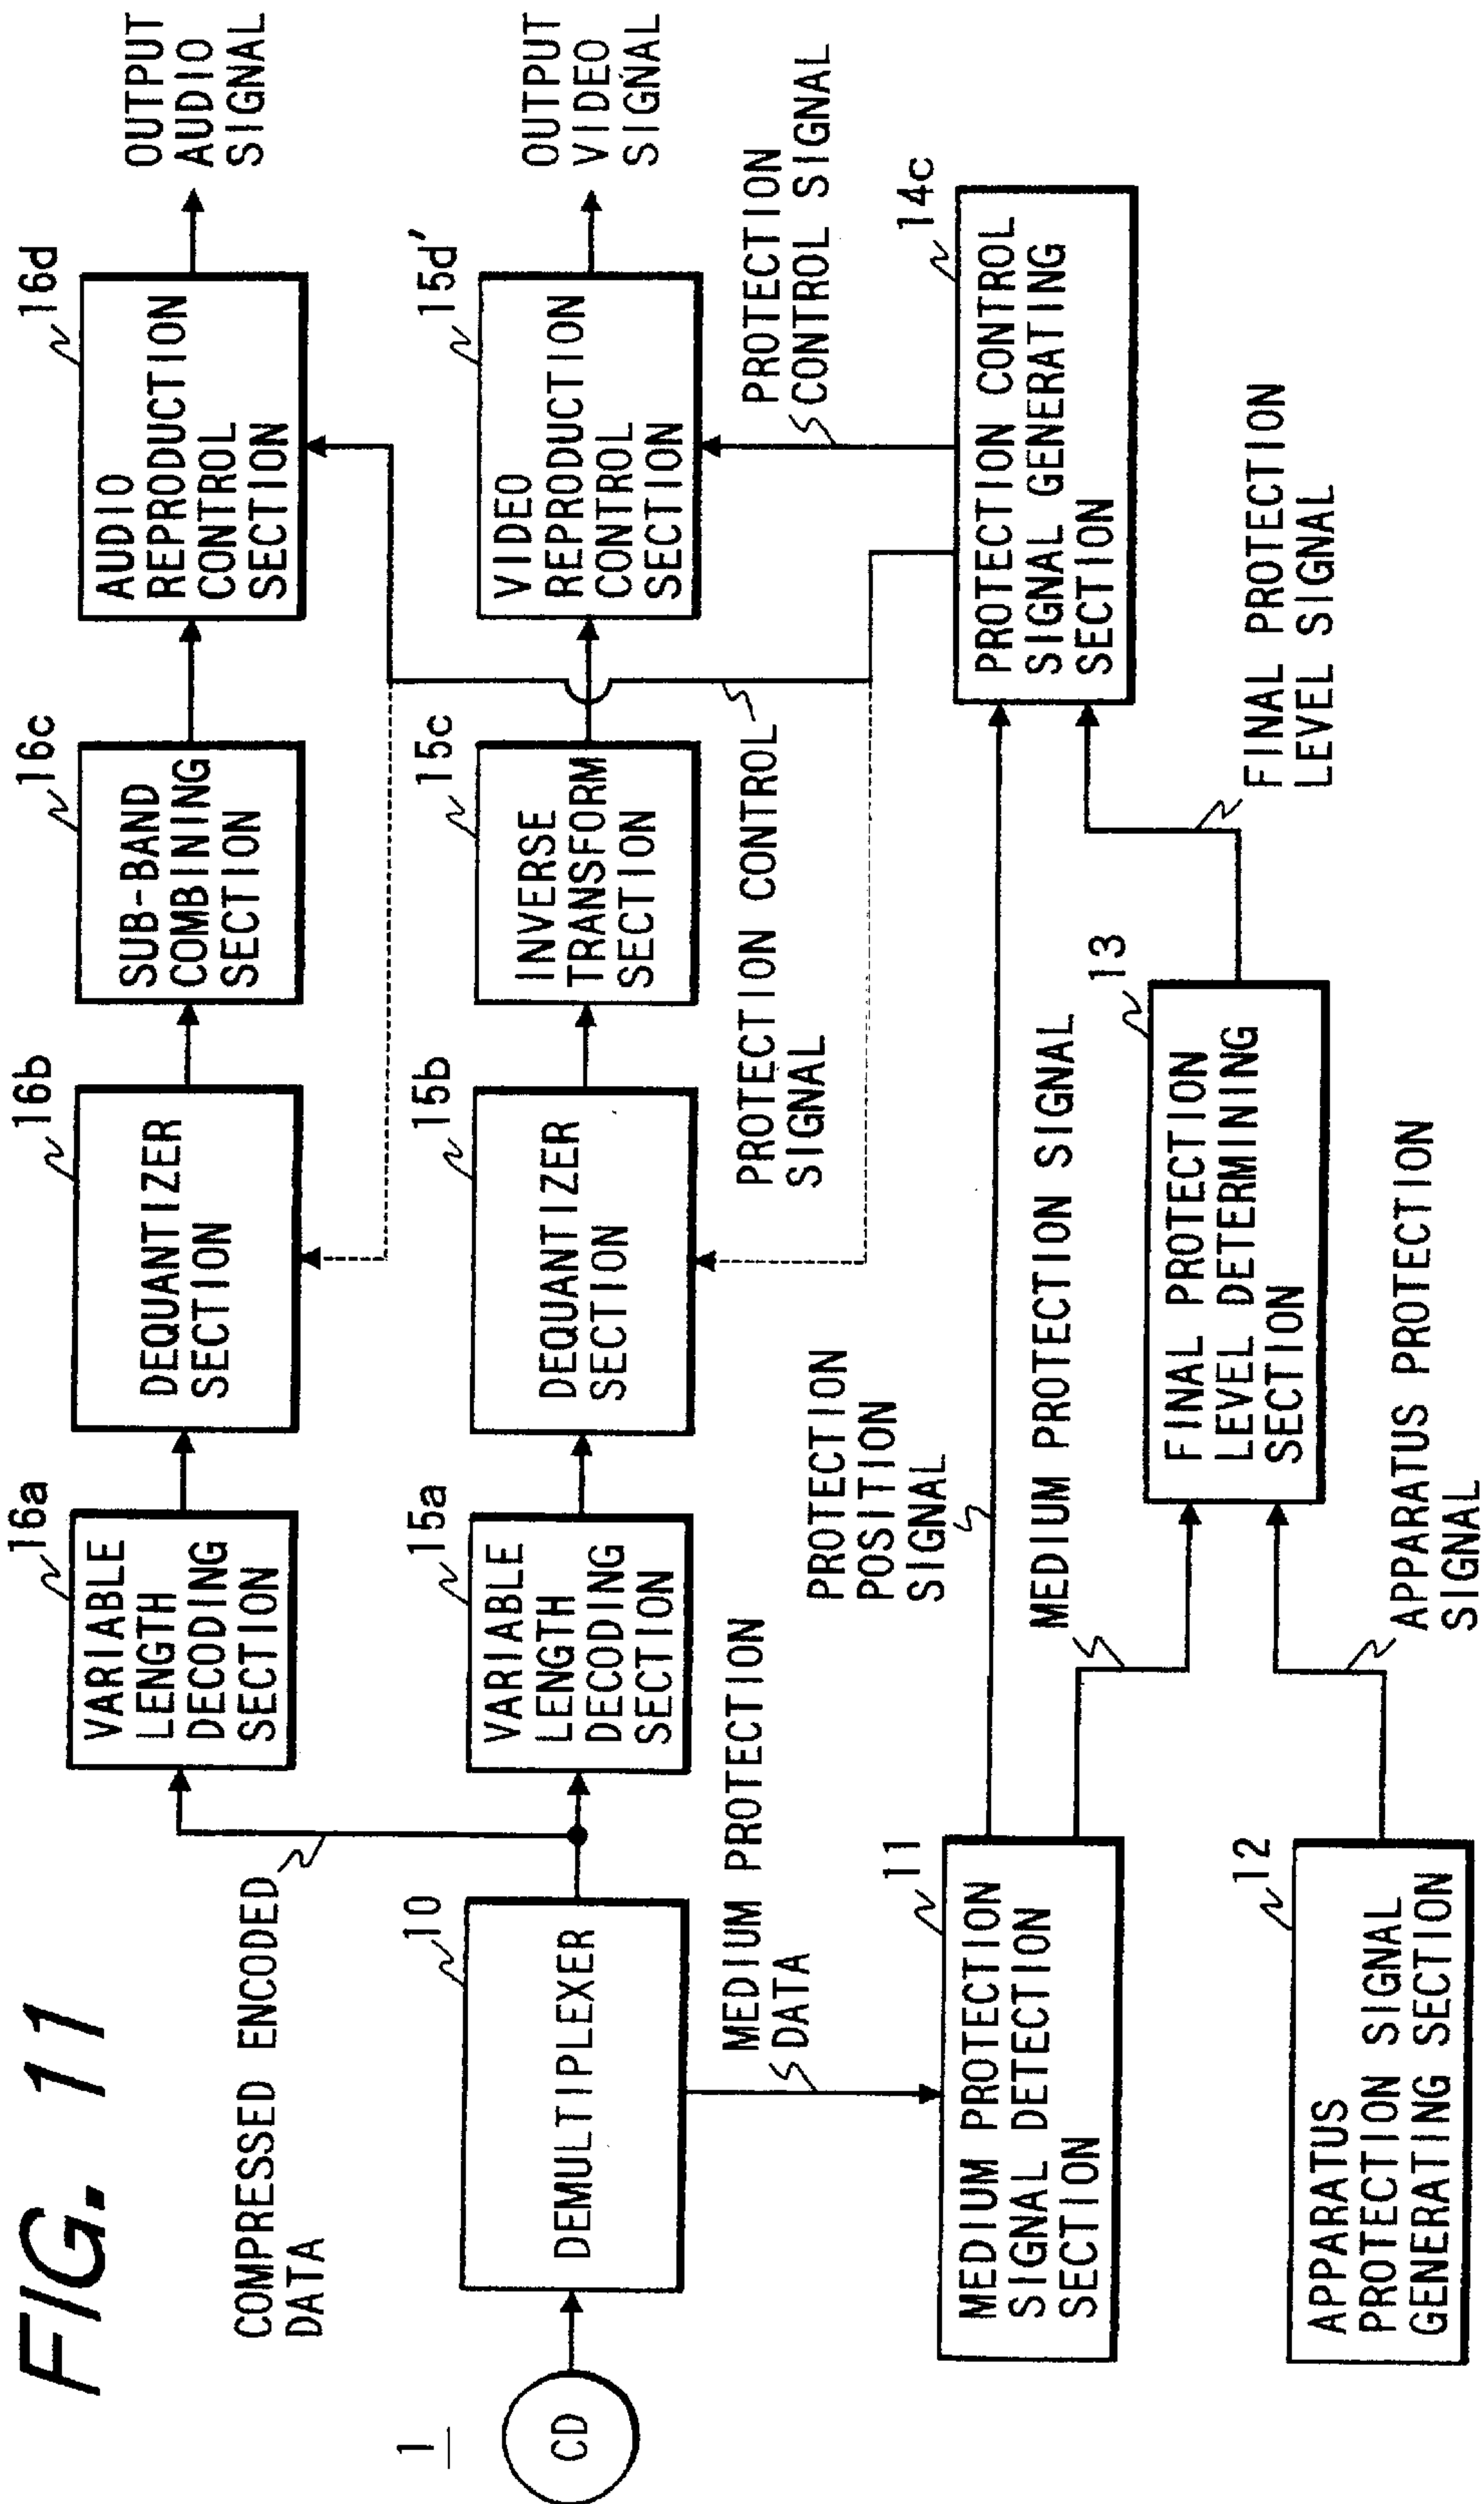 FIG. 11
COMPRESSED ENCODED
DATA
16a
VARIABLE
LENGTH
DECODING
SECTION
16b
DEQUANTIZER
SECTION
16c
SUB-BAND
COMBINING
SECTION
16d
AUDIO
REPRODUCTION
CONTROL
SECTION
OUTPUT
AUDIO
SIGNAL
1
CD
10
DEMULTIPLEXER
15a
VARIABLE
LENGTH
DECODING
SECTION
15b
DEQUANTIZER
SECTION
15c
INVERSE
TRANSFORM
SECTION
15d'
VIDEO
REPRODUCTION
CONTROL
SECTION
OUTPUT
VIDEO
SIGNAL
MEDIUM PROTECTION
DATA
PROTECTION
POSITION
SIGNAL
PROTECTION CONTROL
SIGNAL
PROTECTION
CONTROL SIGNAL
11
MEDIUM PROTECTION
SIGNAL DETECTION
SECTION
MEDIUM PROTECTION SIGNAL
14c
PROTECTION CONTROL
SIGNAL GENERATING
SECTION
13
FINAL PROTECTION
LEVEL DETERMINING
SECTION
FINAL PROTECTION
LEVEL SIGNAL
12
APPARATUS
PROTECTION SIGNAL
GENERATING SECTION
APPARATUS PROTECTION
SIGNAL